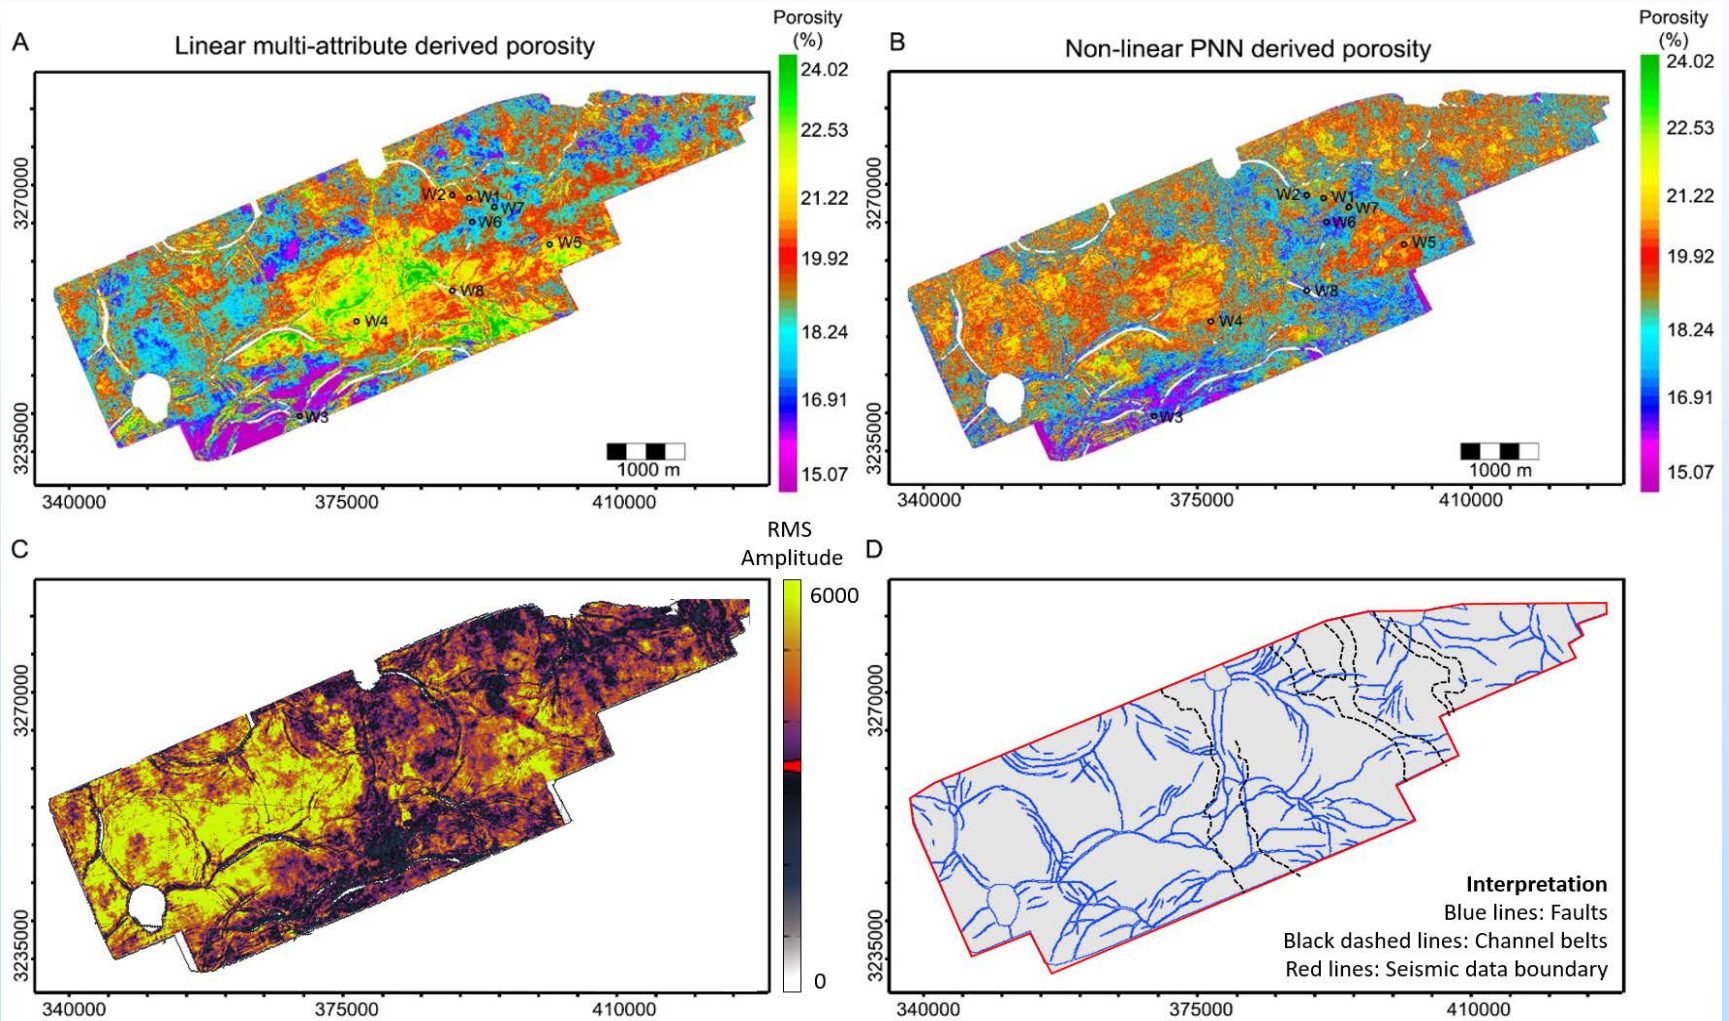 A
Linear multi-attribute derived porosity
Porosity
(%)
24.02
22.53
21.22
19.92
18.24
16.91
15.07
3270000
3235000
W2
W1
W7
W6
W5
W8
W4
W3
1000 m
340000
375000
410000
B
Non-linear PNN derived porosity
Porosity
(%)
24.02
22.53
21.22
19.92
18.24
16.91
15.07
3270000
3235000
W2
W1
W7
W6
W5
W8
W4
W3
1000 m
340000
375000
410000
C
RMS
Amplitude
6000
0
3270000
3235000
340000
375000
410000
D
3270000
3235000
Interpretation
Blue lines: Faults
Black dashed lines: Channel belts
Red lines: Seismic data boundary
340000
375000
410000